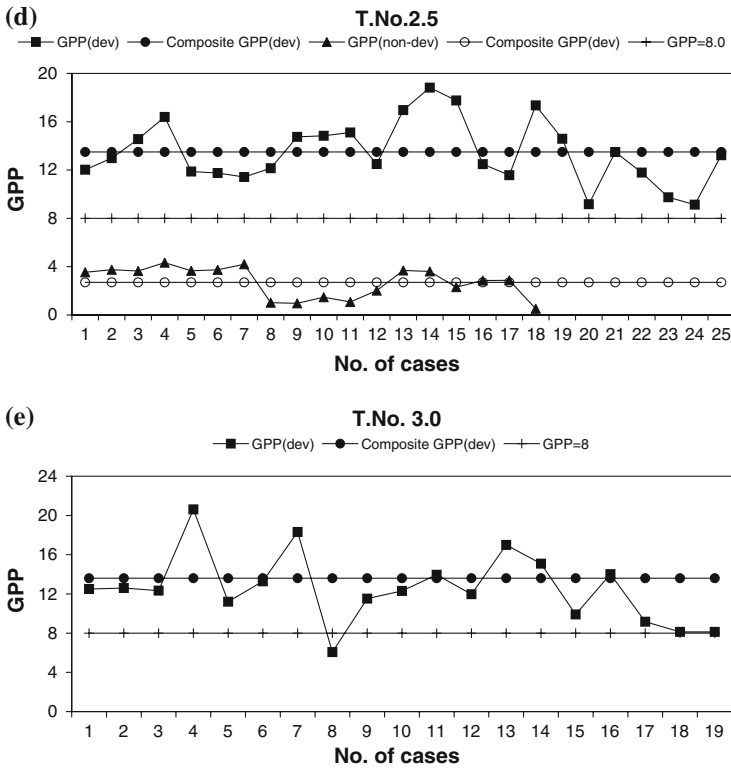 (d)
T.No.2.5
GPP(dev) Composite GPP(dev) GPP(non-dev) Composite GPP(dev) GPP=8.0
20
16
12
8
4
0
GPP
1 2 3 4 5 6 7 8 9 10 11 12 13 14 15 16 17 18 19 20 21 22 23 24 25
No. of cases
(e)
T.No. 3.0
GPP(dev) Composite GPP(dev) GPP=8
24
20
16
12
8
4
0
GPP
1 2 3 4 5 6 7 8 9 10 11 12 13 14 15 16 17 18 19
No. of cases